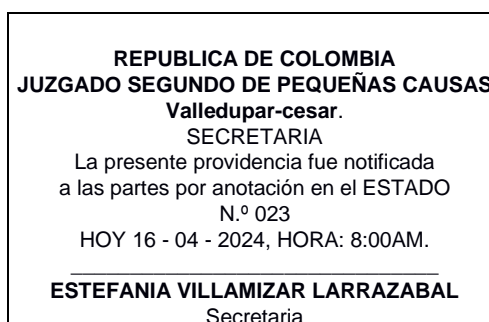 REPUBLICA DE COLOMBIA
JUZGADO SEGUNDO DE PEQUEÑAS CAUSAS
Valledupar-cesar.
SECRETARIA
La presente providencia fue notificada
a las partes por anotación en el ESTADO
N.º 023
HOY 16 - 04 - 2024, HORA: 8:00AM.
ESTEFANIA VILLAMIZAR LARRAZABAL
Secretaria